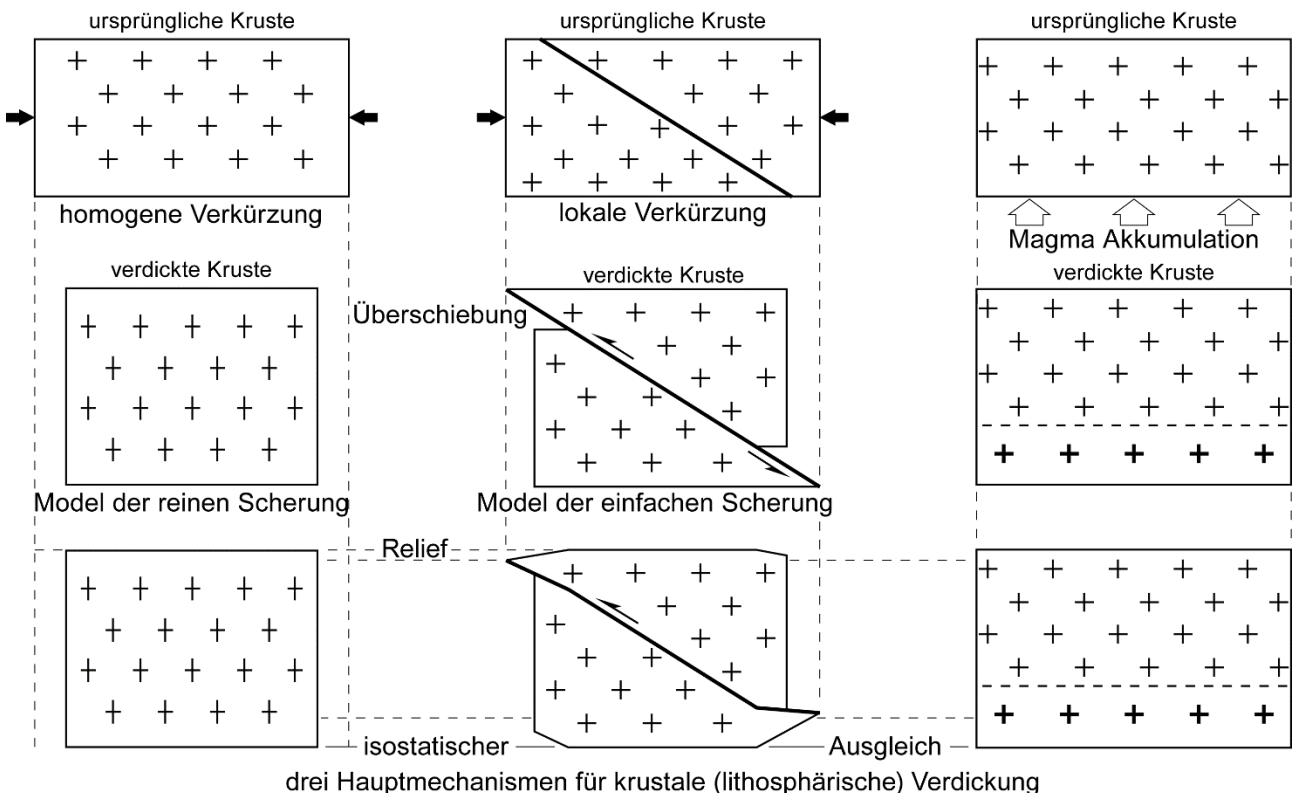 ursprüngliche Kruste
ursprüngliche Kruste
ursprüngliche Kruste
homogene Verkürzung
lokale Verkürzung
Magma Akkumulation
verdickte Kruste
verdickte Kruste
verdickte Kruste
Überschiebung
Model der reinen Scherung
Model der einfachen Scherung
Relief
isostatischer
Ausgleich
drei Hauptmechanismen für krustale (lithosphärische) Verdickung